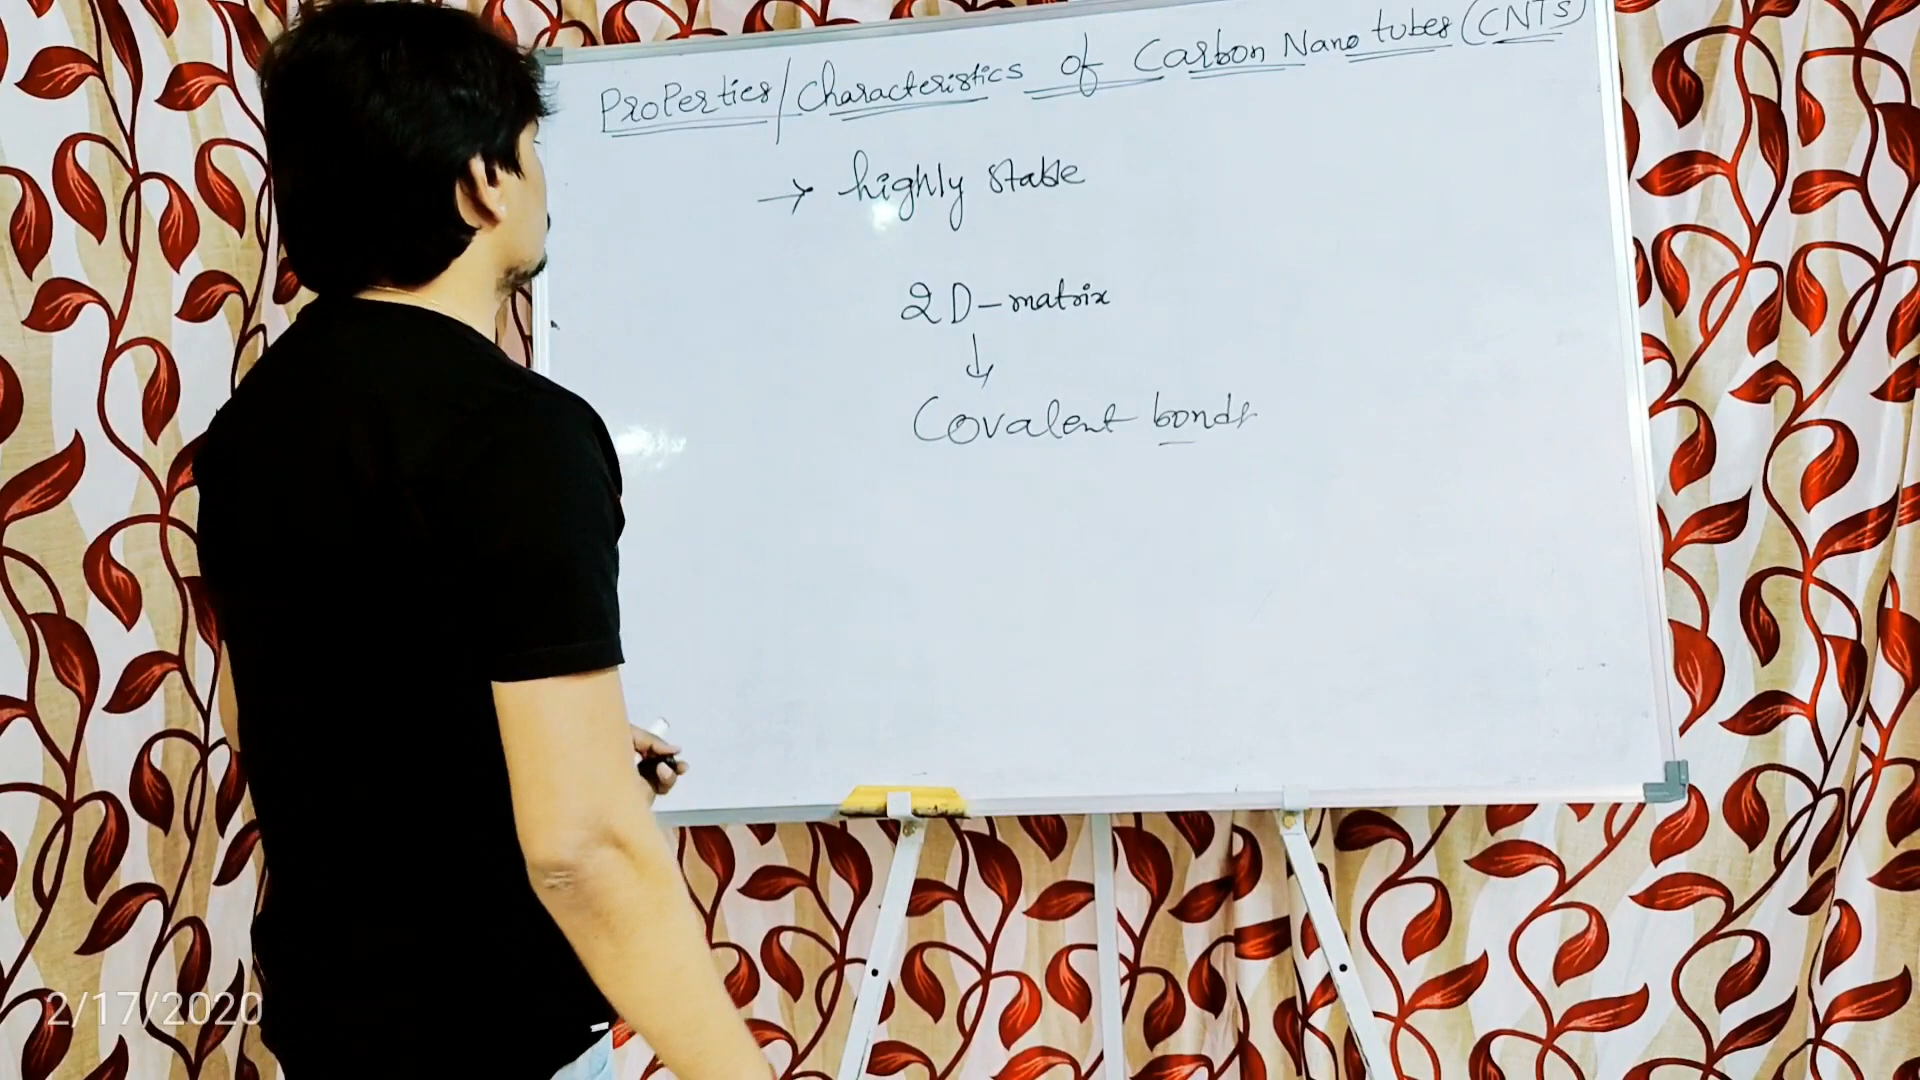 Properties/Characteristics of Carbon Nano tubes (CNTs)
→ highly stable
2D-matrix
↓
Covalent bonds
2/17/2020